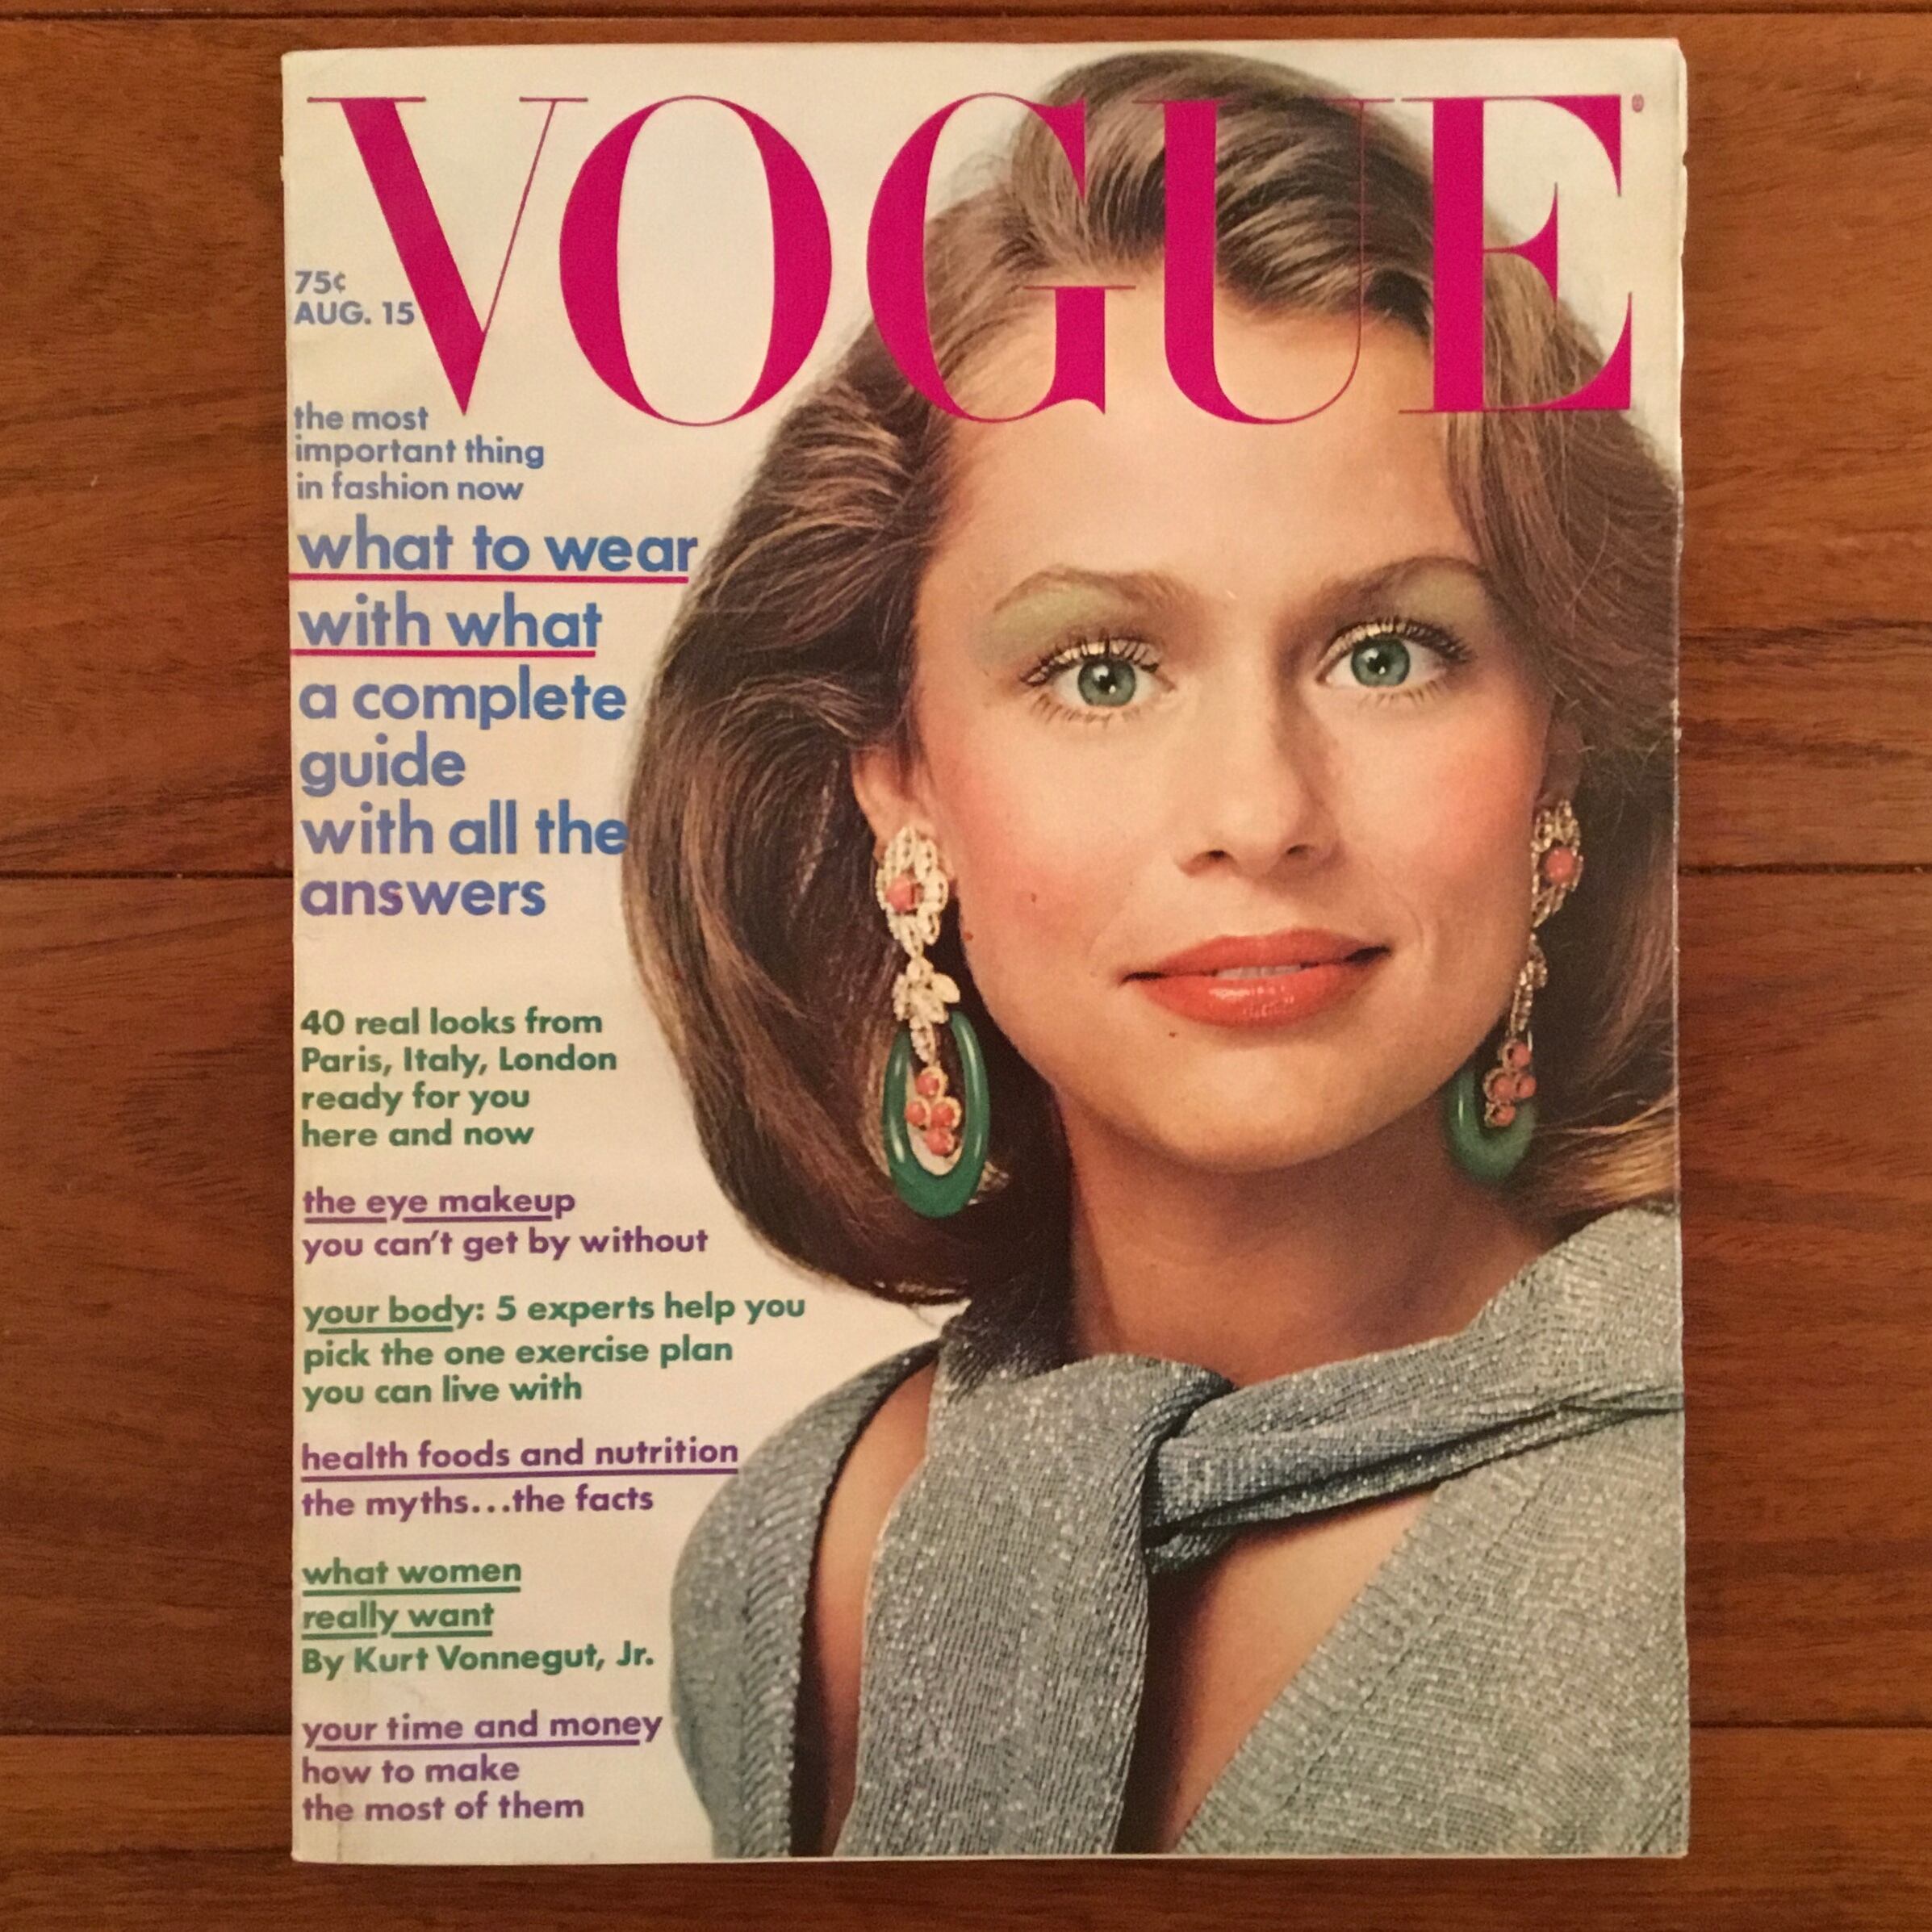 VOGUE®
75¢
AUG. 15
the most
important thing
in fashion now
what to wear
with what
a complete
guide
with all the
answers
40 real looks from
Paris, Italy, London
ready for you
here and now
the eye makeup
you can't get by without
your body: 5 experts help you
pick the one exercise plan
you can live with
health foods and nutrition
the myths...the facts
what women
really want
By Kurt Vonnegut, Jr.
your time and money
how to make
the most of them